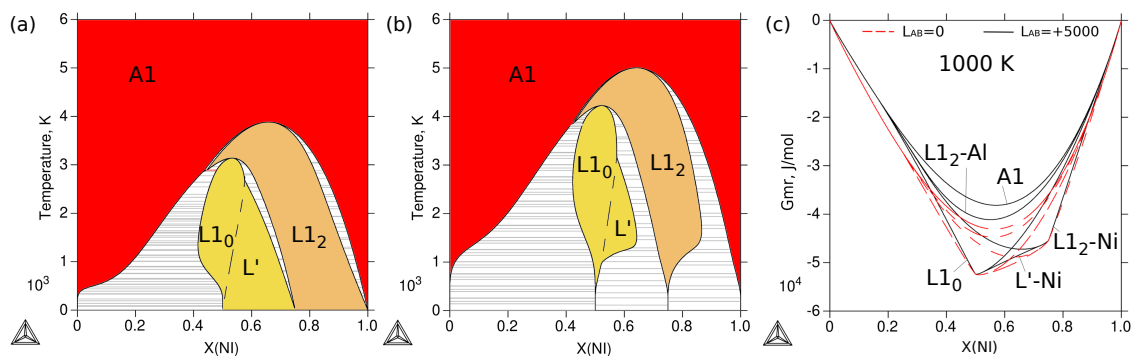 (a)
6
5
4
3
2
1
0
10³
Temperature, K
A1
L1₀
L'
L1₂
0 0.2 0.4 0.6 0.8 1.0
X(NI)
(b)
6
5
4
3
2
1
0
10³
Temperature, K
A1
L1₀
L1₂
L'
0 0.2 0.4 0.6 0.8 1.0
X(NI)
(c)
0
-1
-2
-3
-4
-5
-6
10⁴
Gmr, J/mol
L_AB=0 L_AB=+5000
1000 K
L1₂-Al
A1
L1₂-Ni
L1₀
L'-Ni
0 0.2 0.4 0.6 0.8 1.0
X(NI)